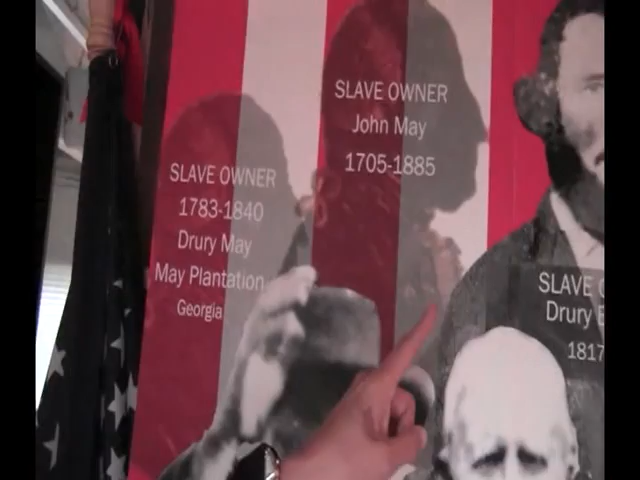 SLAVE OWNER
John May
1705-1885
SLAVE OWNER
1783-1840
Drury May
May Plantation
Georgia
SLAVE
Drury
1817